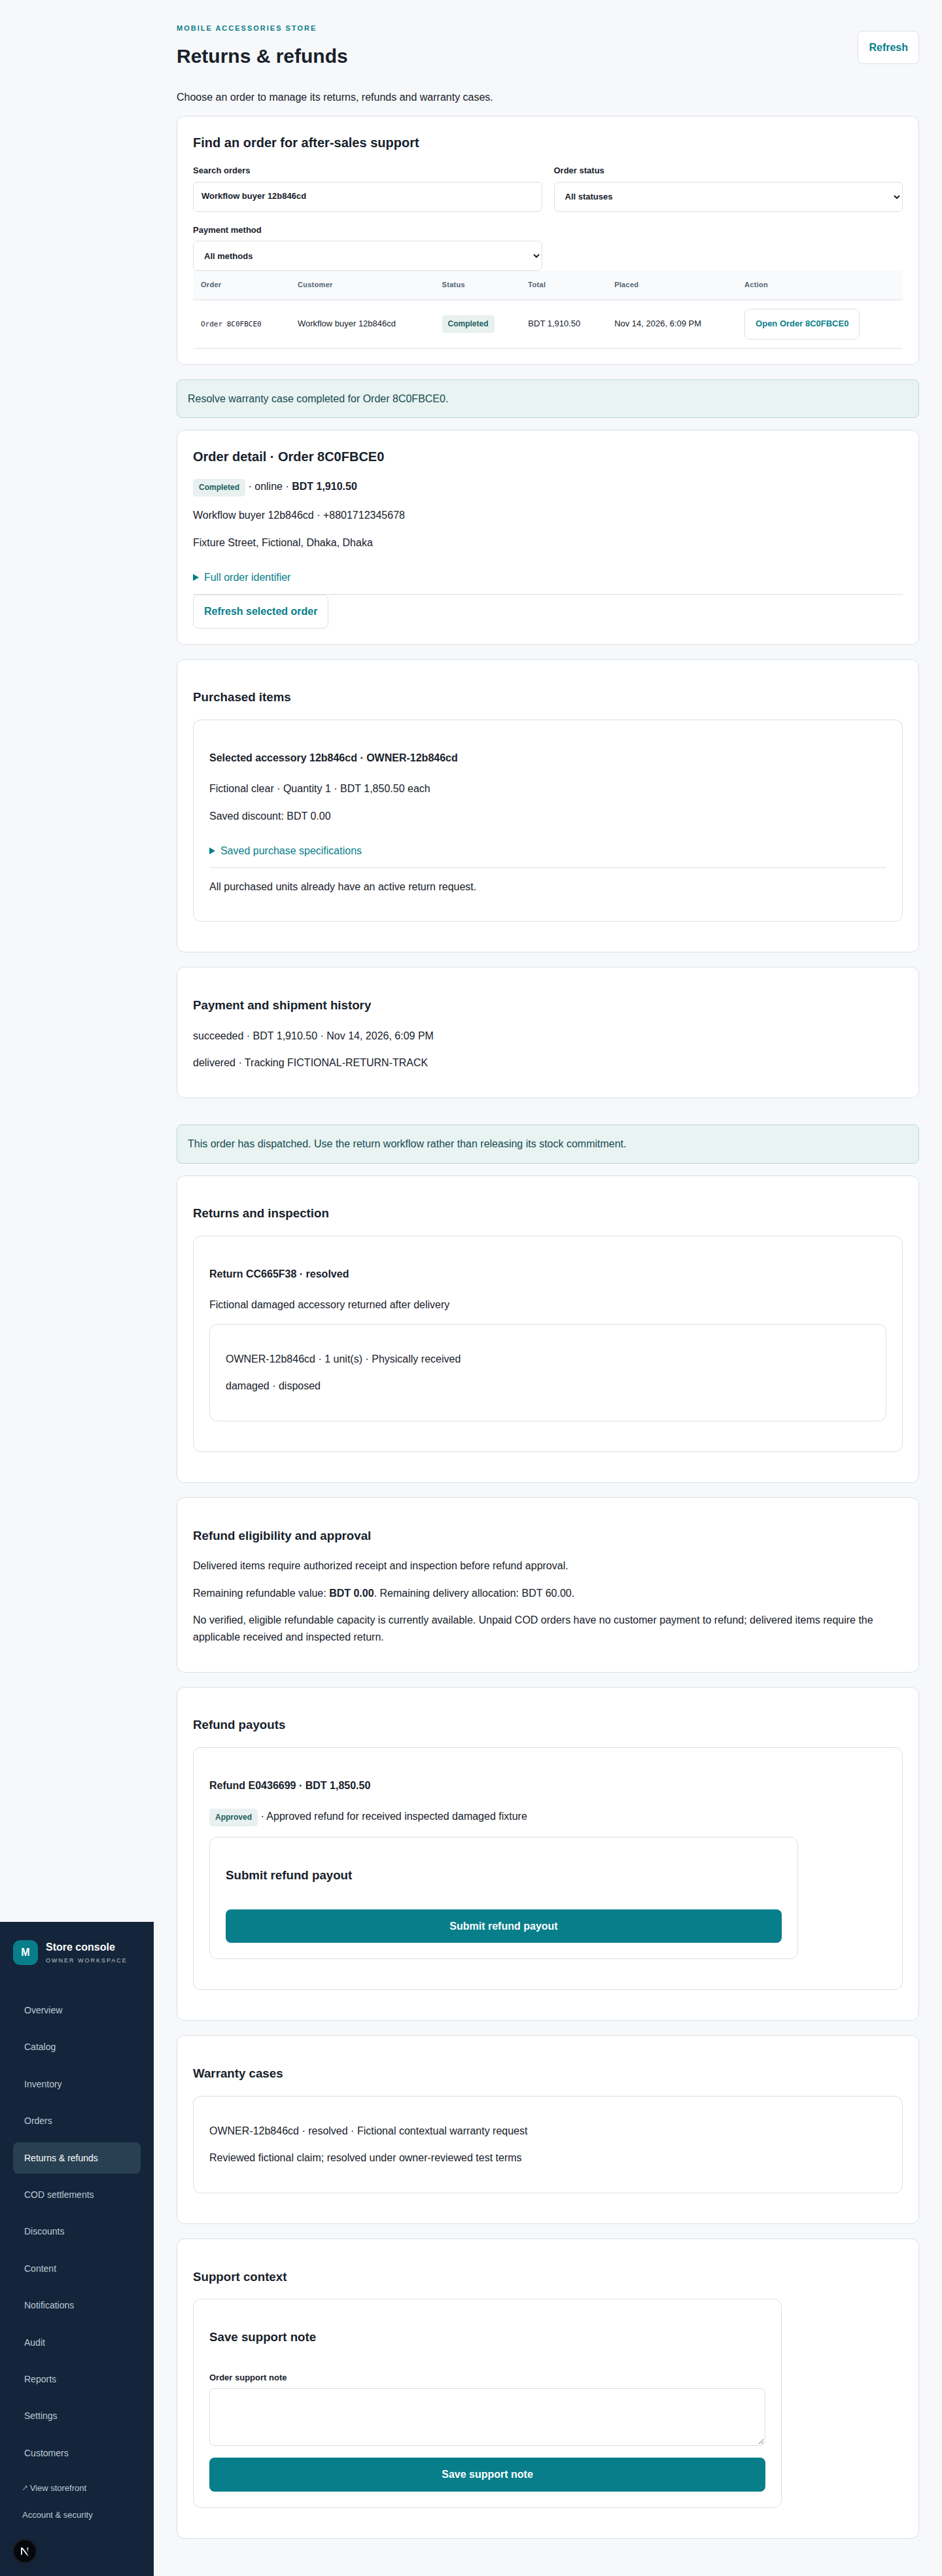 MOBILE ACCESSORIES STORE
Returns & refunds
Refresh
Choose an order to manage its returns, refunds and warranty cases.
Find an order for after-sales support
Search orders
Order status
Workflow buyer 12b846cd
All statuses
Payment method
All methods
Order Customer Status Total Placed Action
Order 8C0FBCE0 Workflow buyer 12b846cd Completed BDT 1,910.50 Nov 14, 2026, 6:09 PM Open Order 8C0FBCE0
Resolve warranty case completed for Order 8C0FBCE0.
Order detail · Order 8C0FBCE0
Completed · online · BDT 1,910.50
Workflow buyer 12b846cd · +8801712345678
Fixture Street, Fictional, Dhaka, Dhaka
Full order identifier
Refresh selected order
Purchased items
Selected accessory 12b846cd · OWNER-12b846cd
Fictional clear · Quantity 1 · BDT 1,850.50 each
Saved discount: BDT 0.00
Saved purchase specifications
All purchased units already have an active return request.
Payment and shipment history
succeeded · BDT 1,910.50 · Nov 14, 2026, 6:09 PM
delivered · Tracking FICTIONAL-RETURN-TRACK
This order has dispatched. Use the return workflow rather than releasing its stock commitment.
Returns and inspection
Return CC665F38 · resolved
Fictional damaged accessory returned after delivery
OWNER-12b846cd · 1 unit(s) · Physically received
damaged · disposed
Refund eligibility and approval
Delivered items require authorized receipt and inspection before refund approval.
Remaining refundable value: BDT 0.00. Remaining delivery allocation: BDT 60.00.
No verified, eligible refundable capacity is currently available. Unpaid COD orders have no customer payment to refund; delivered items require the
applicable received and inspected return.
Refund payouts
Refund E0436699 · BDT 1,850.50
Approved · Approved refund for received inspected damaged fixture
Submit refund payout
Submit refund payout
Warranty cases
OWNER-12b846cd · resolved · Fictional contextual warranty request
Reviewed fictional claim; resolved under owner-reviewed test terms
Support context
Save support note
Order support note
Save support note
M
Store console
OWNER WORKSPACE
Overview
Catalog
Inventory
Orders
Returns & refunds
COD settlements
Discounts
Content
Notifications
Audit
Reports
Settings
Customers
↗ View storefront
Account & security
N